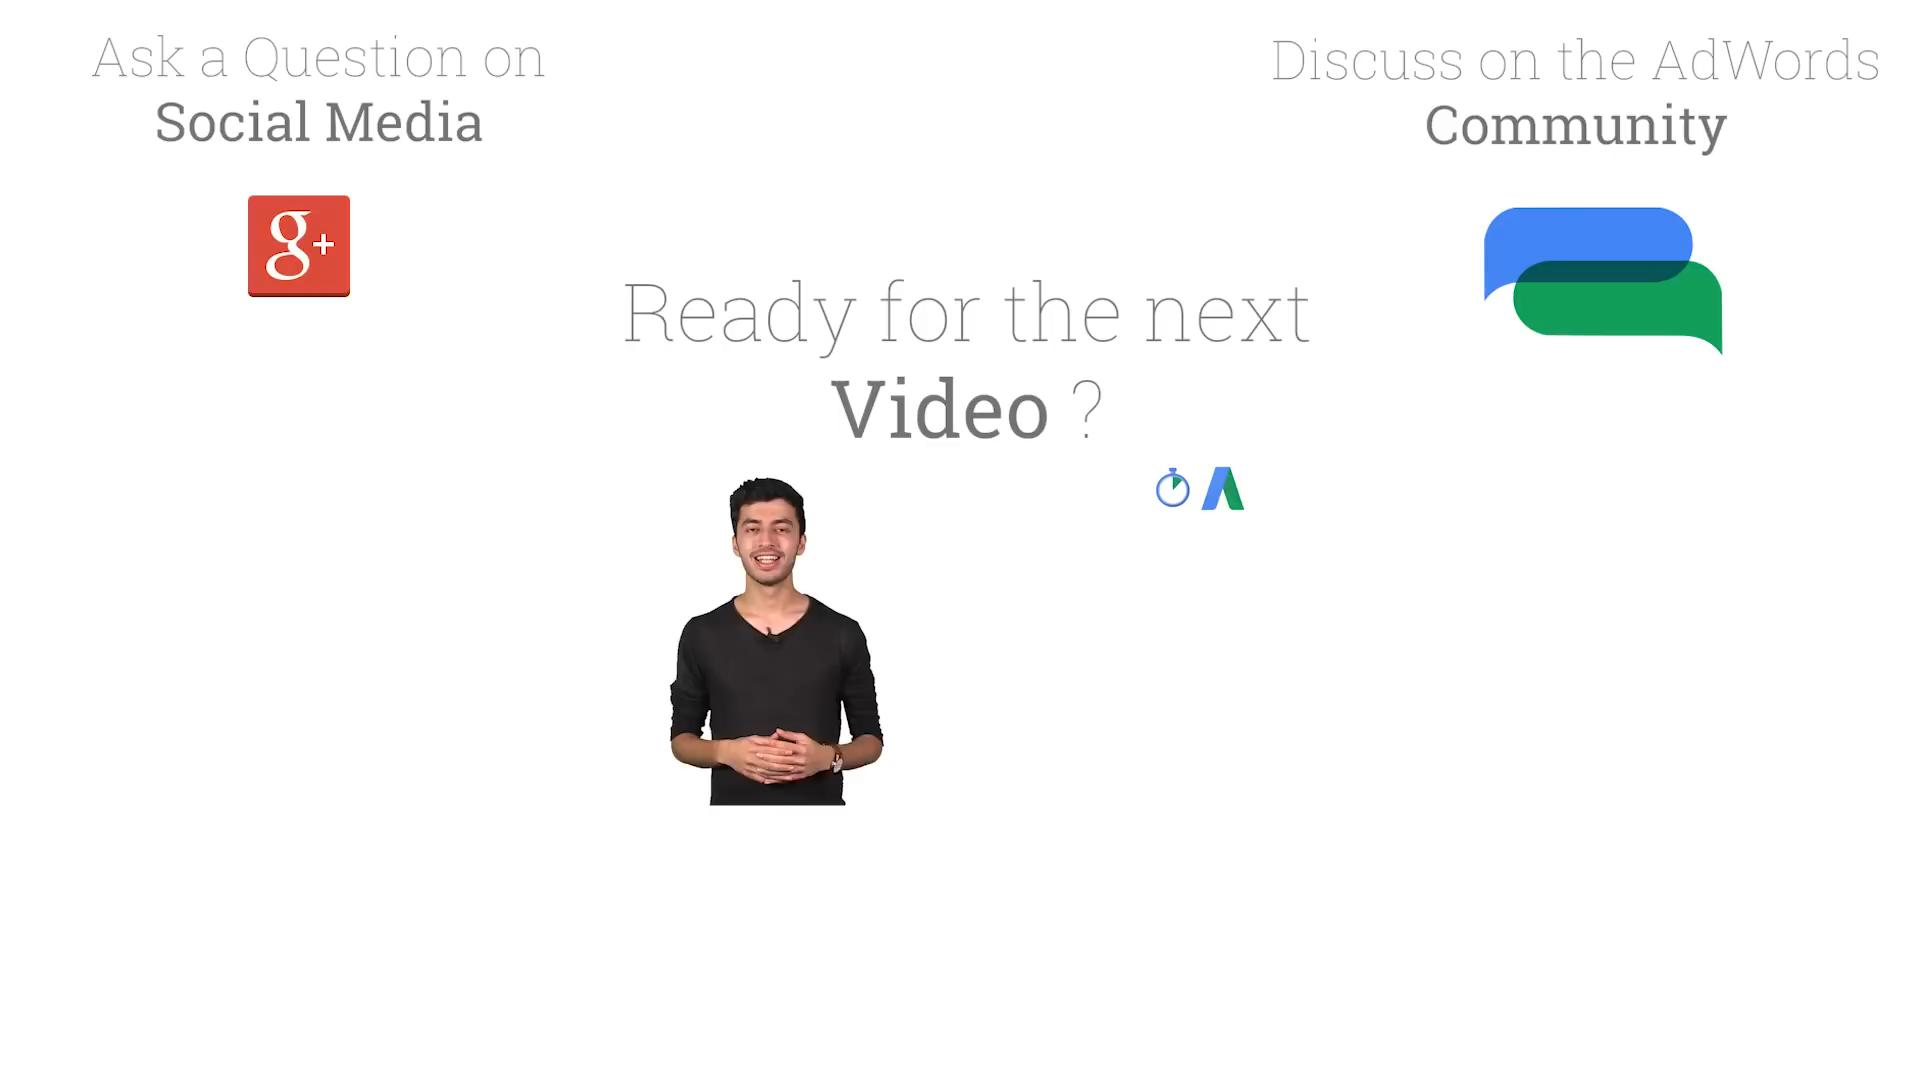 Ask a Question on
Social Media
g+
Discuss on the AdWords
Community
Ready for the next
Video ?